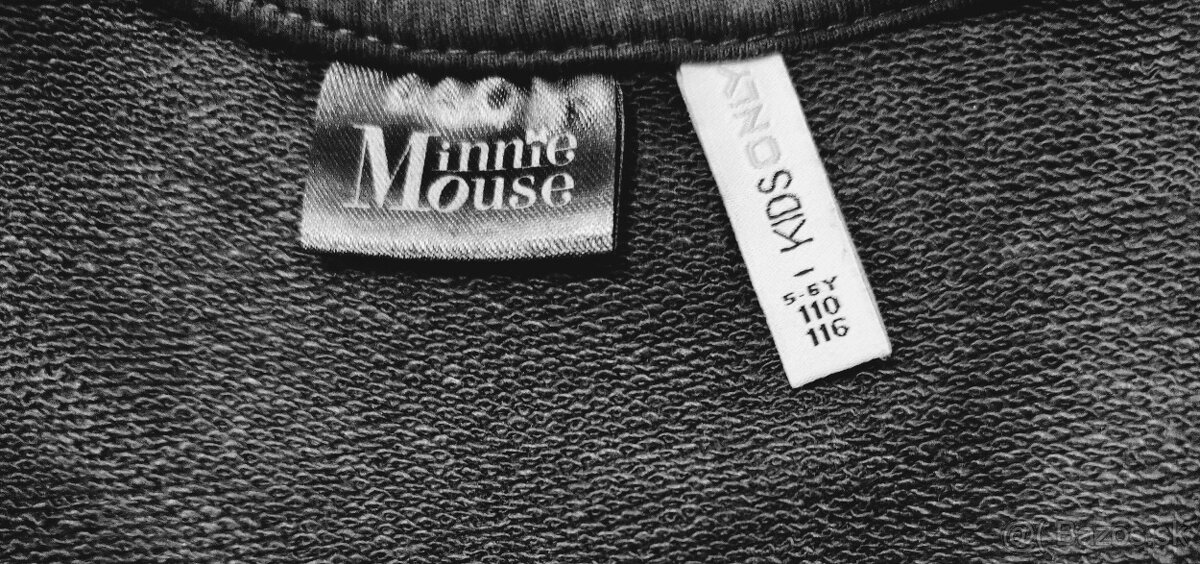 Minnie
Mouse
KIDS ONLY
5-6Y
110
116